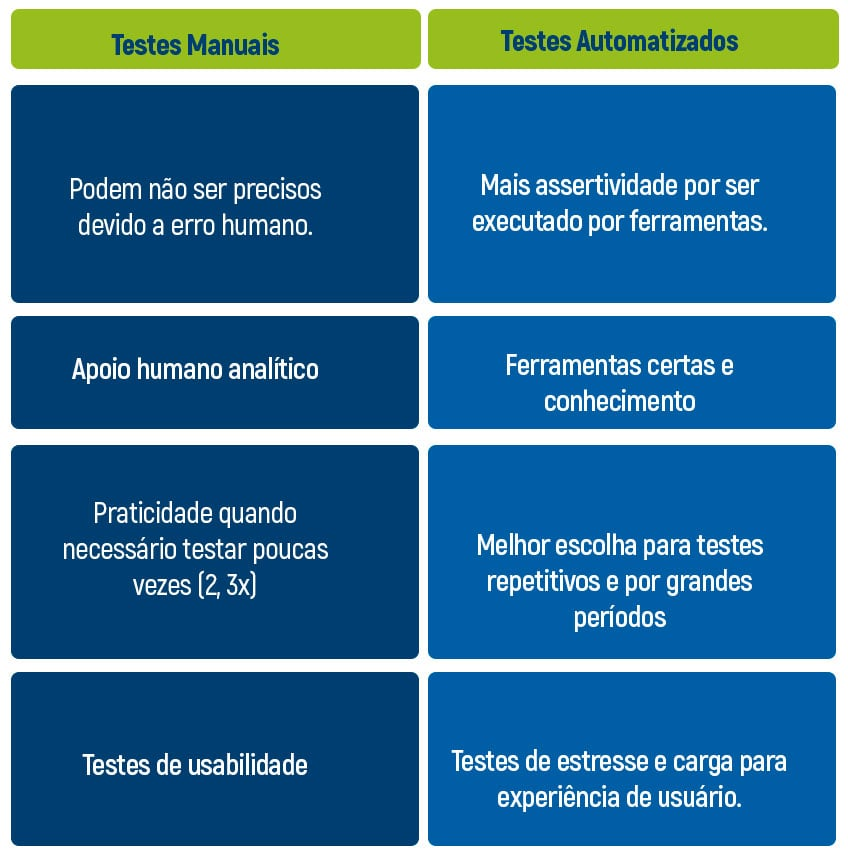 Testes Manuais
Testes Automatizados
Podem não ser precisos
devido a erro humano.
Mais assertividade por ser
executado por ferramentas.
Apoio humano analítico
Ferramentas certas e
conhecimento
Praticidade quando
necessário testar poucas
vezes (2, 3x)
Melhor escolha para testes
repetitivos e por grandes
períodos
Testes de usabilidade
Testes de estresse e carga para
experiência de usuário.